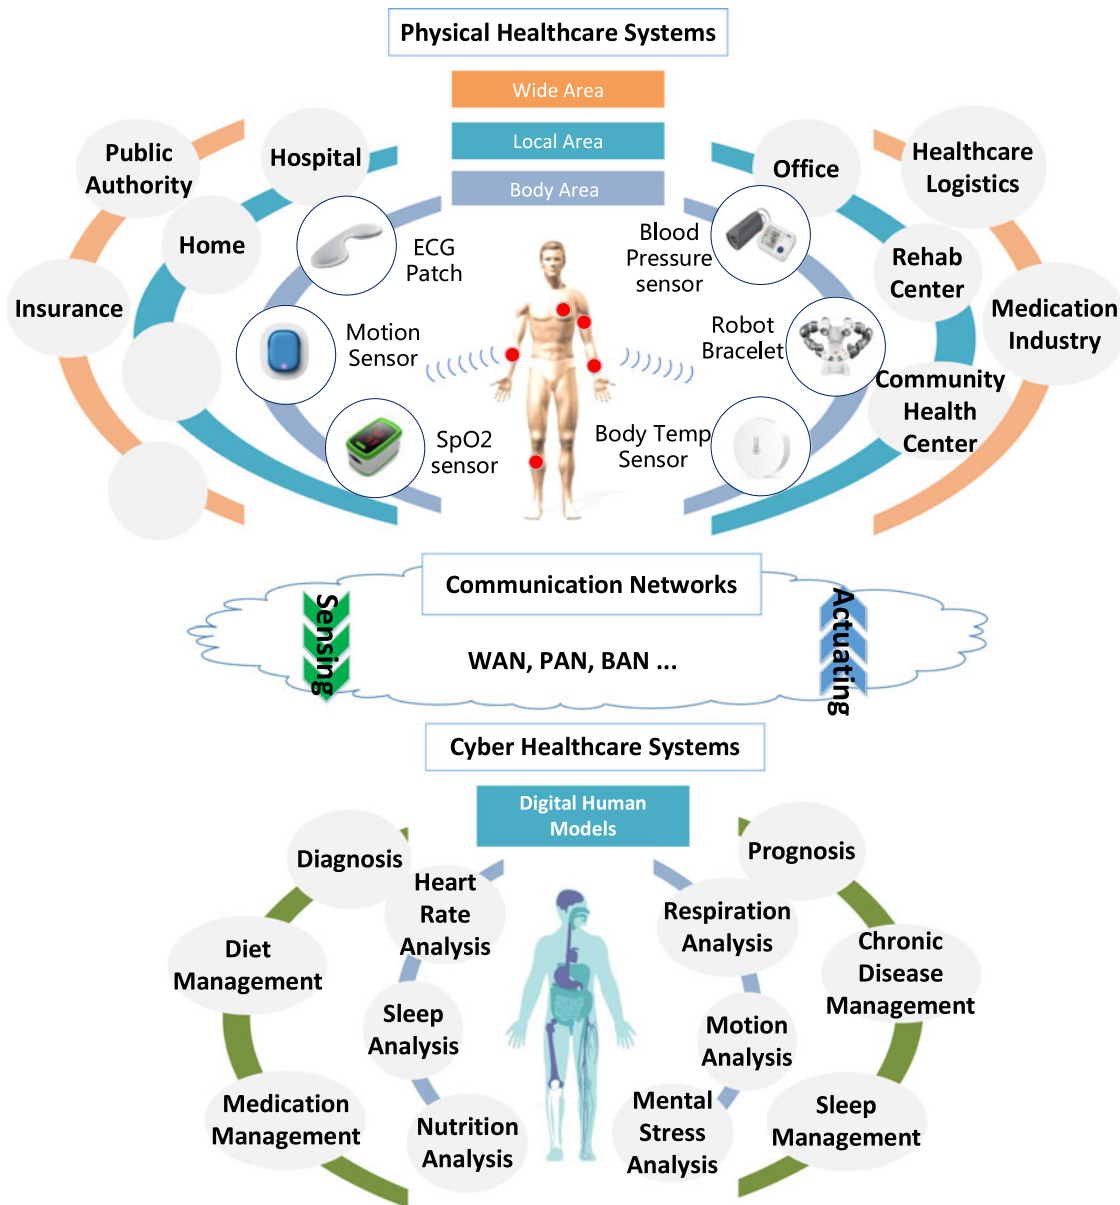 Physical Healthcare Systems
Wide Area
Local Area
Body Area
Public
Authority
Hospital
Home
Insurance
ECG
Patch
Motion
Sensor
SpO2
sensor
Blood
Pressure
sensor
Robot
Bracelet
Body Temp
Sensor
Office
Healthcare
Logistics
Rehab
Center
Medication
Industry
Community
Health
Center
Communication Networks
Sensing
WAN, PAN, BAN ...
Actuating
Cyber Healthcare Systems
Digital Human
Models
Diagnosis
Heart
Rate
Analysis
Diet
Management
Sleep
Analysis
Medication
Management
Nutrition
Analysis
Prognosis
Respiration
Analysis
Chronic
Disease
Management
Motion
Analysis
Mental
Stress
Analysis
Sleep
Management